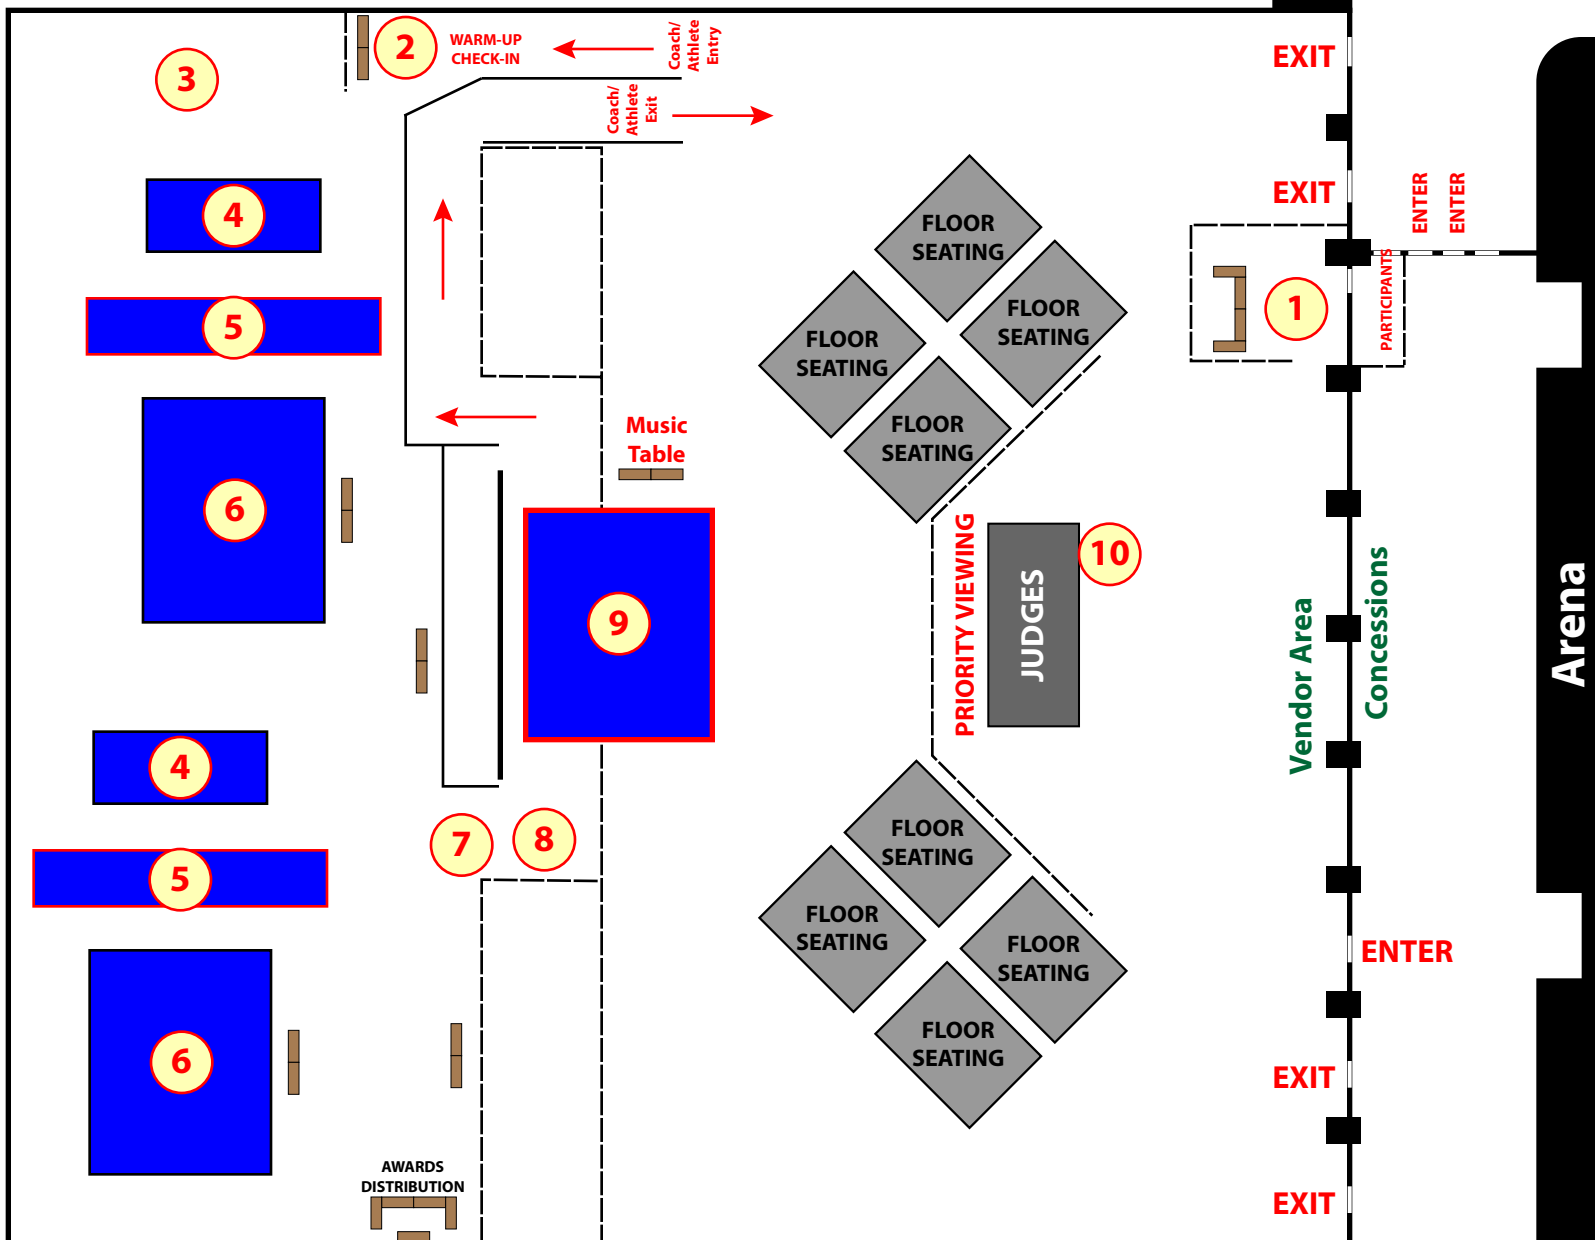 2
WARM-UP
CHECK-IN
Coach/
Athlete
Entry
EXIT
3
Coach/
Athlete
Exit
4
EXIT
ENTER
ENTER
FLOOR
SEATING
5
1
PARTICIPANTS
FLOOR
SEATING
FLOOR
SEATING
Music
Table
FLOOR
SEATING
6
9
PRIORITY VIEWING
JUDGES
10
Vendor Area
Concessions
Arena
4
7
8
FLOOR
SEATING
5
FLOOR
SEATING
FLOOR
SEATING
ENTER
6
FLOOR
SEATING
EXIT
AWARDS
DISTRIBUTION
EXIT